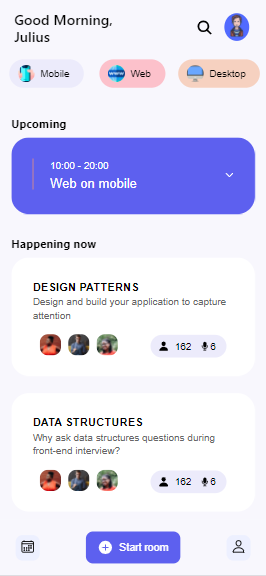 Good Morning,
Julius
Mobile
www
Web
Desktop
Upcoming
10:00 - 20:00
Web on mobile
Happening now
DESIGN PATTERNS
Design and build your application to capture
attention
162 6
DATA STRUCTURES
Why ask data structures questions during
front-end interview?
162 6
Start room